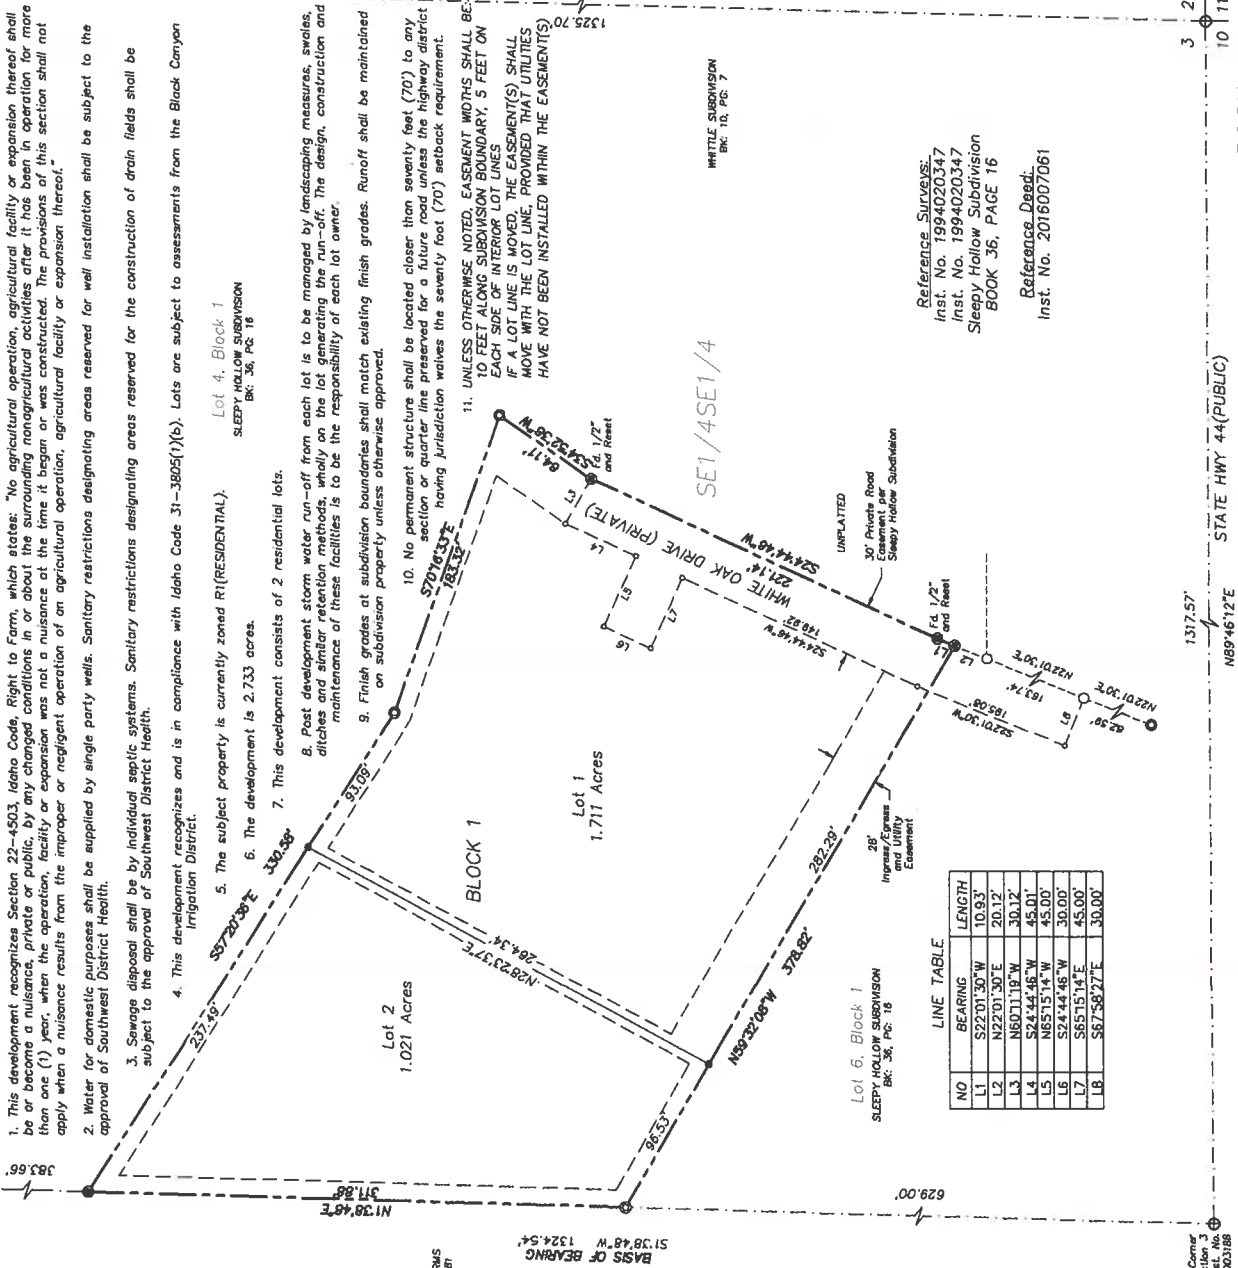 1. This development recognizes Section 22-4503, Idaho Code, Right to Farm, which states: "No agricultural operation, agricultural facility or expansion thereof shall
be or become a nuisance, private or public, by any changed conditions in or about the surrounding nonagricultural activities after it has been in operation for more
than one (1) year, when the operation, facility or expansion was not a nuisance at the time it began or was constructed. The provisions of this section shall not
apply when a nuisance results from the improper or negligent operation of an agricultural operation, agricultural facility or expansion thereof."
2. Water for domestic purposes shall be supplied by single party wells. Sanitary restrictions designating areas reserved for well installation shall be subject to the
approval of Southwest District Health.
3. Sewage disposal shall be by individual septic systems. Sanitary restrictions designating areas reserved for the construction of drain fields shall be
subject to the approval of Southwest District Health.
4. This development recognizes and is in compliance with Idaho Code 31-3805(1)(b). Lots are subject to assessments from the Black Canyon
Irrigation District.
5. The subject property is currently zoned R1(RESIDENTIAL).
6. The development is 2.733 acres.
7. This development consists of 2 residential lots.
8. Post development storm water run-off from each lot is to be managed by landscaping measures, swales,
ditches and similar retention methods, wholly on the lot generating the run-off. The design, construction and
maintenance of these facilities is to be the responsibility of each lot owner.
9. Finish grades at subdivision boundaries shall match existing finish grades. Runoff shall be maintained
on subdivision property unless otherwise approved.
10. No permanent structure shall be located closer than seventy feet (70') to any
section or quarter line preserved for a future road unless the highway district
having jurisdiction waives the seventy foot (70') setback requirement.
11. UNLESS OTHERWISE NOTED, EASEMENT WIDTHS SHALL BE:
10 FEET ALONG SUBDIVISION BOUNDARY, 5 FEET ON
EACH SIDE OF INTERIOR LOT LINES
IF A LOT LINE IS MOVED, THE EASEMENT(S) SHALL
MOVE WITH THE LOT LINE, PROVIDED THAT UTILITIES
HAVE NOT BEEN INSTALLED WITHIN THE EASEMENT(S)
Lot 4, Block 1
SLEEPY HOLLOW SUBDIVISION
BK: 36, PG: 16
383.66'
1325.70'
S57°20'36"E 330.58'
237.49'
93.09'
S70°16'33"E
183.32'
S34°32'36"W
64.11'
Fd. 1/2"
and Reset
L3
L4
L5
L6
L7
WHITE OAK DRIVE (PRIVATE)
S24°44'46"W
221.14'
S24°44'46"W
149.92'
SE1/4SE1/4
UNPLATTED
30' Private Road
Easement per
Sleepy Hollow Subdivision
WHITTLE SUBDIVISION
BK: 10, PG: 7
BLOCK 1
Lot 2
1.021 Acres
Lot 1
1.711 Acres
N28°23'37"E
284.34'
N1°38'48"E
311.88'
BASIS OF BEARING
S1°38'48"W 1324.54'
96.53'
N59°32'08"W 378.82'
282.29'
28'
Ingress/Egress
and Utility
Easement
Fd. 1/2"
and Reset
L1
L2
N22°01'30"E
163.74'
S22°01'30"W
195.08'
L8
N22°01'30"E
62.59'
Lot 6, Block 1
SLEEPY HOLLOW SUBDIVISION
BK: 36, PG: 16
LINE TABLE
NO BEARING LENGTH
L1 S22°01'30"W 10.93'
L2 N22°01'30"E 20.12'
L3 N60°11'19"W 30.12'
L4 S24°44'46"W 45.01'
L5 N65°15'14"W 45.00'
L6 S24°44'46"W 30.00'
L7 S65°15'14"E 45.00'
L8 S67°58'27"E 30.00'
Reference Surveys:
Inst. No. 1994020347
Inst. No. 1994020347
Sleepy Hollow Subdivision
BOOK 36, PAGE 16
Reference Deed:
Inst. No. 2016007061
629.00'
1317.57' STATE HWY 44(PUBLIC)
N89°46'12"E
3 2
10 11
Corner